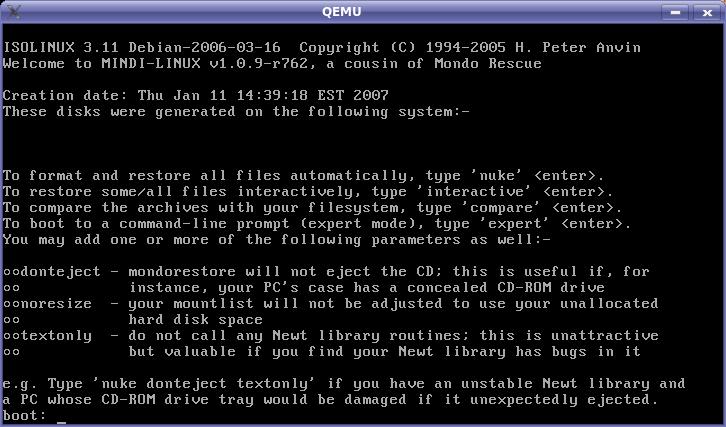 QEMU
ISOLINUX 3.11 Debian-2006-03-16  Copyright (C) 1994-2005 H. Peter Anvin
Welcome to MINDI-LINUX v1.0.9-r762, a cousin of Mondo Rescue
Creation date: Thu Jan 11 14:39:18 EST 2007
These disks were generated on the following system:-
To format and restore all files automatically, type 'nuke' <enter>.
To restore some/all files interactively, type 'interactive' <enter>.
To compare the archives with your filesystem, type 'compare' <enter>.
To boot to a command-line prompt (expert mode), type 'expert' <enter>.
You may add one or more of the following parameters as well:-
○○donteject - mondorestore will not eject the CD; this is useful if, for
○○            instance, your PC's case has a concealed CD-ROM drive
○○noresize  - your mountlist will not be adjusted to use your unallocated
○○            hard disk space
○○textonly  - do not call any Newt library routines; this is unattractive
○○            but valuable if you find your Newt library has bugs in it
e.g. Type 'nuke donteject textonly' if you have an unstable Newt library and
a PC whose CD-ROM drive tray would be damaged if it unexpectedly ejected.
boot: _